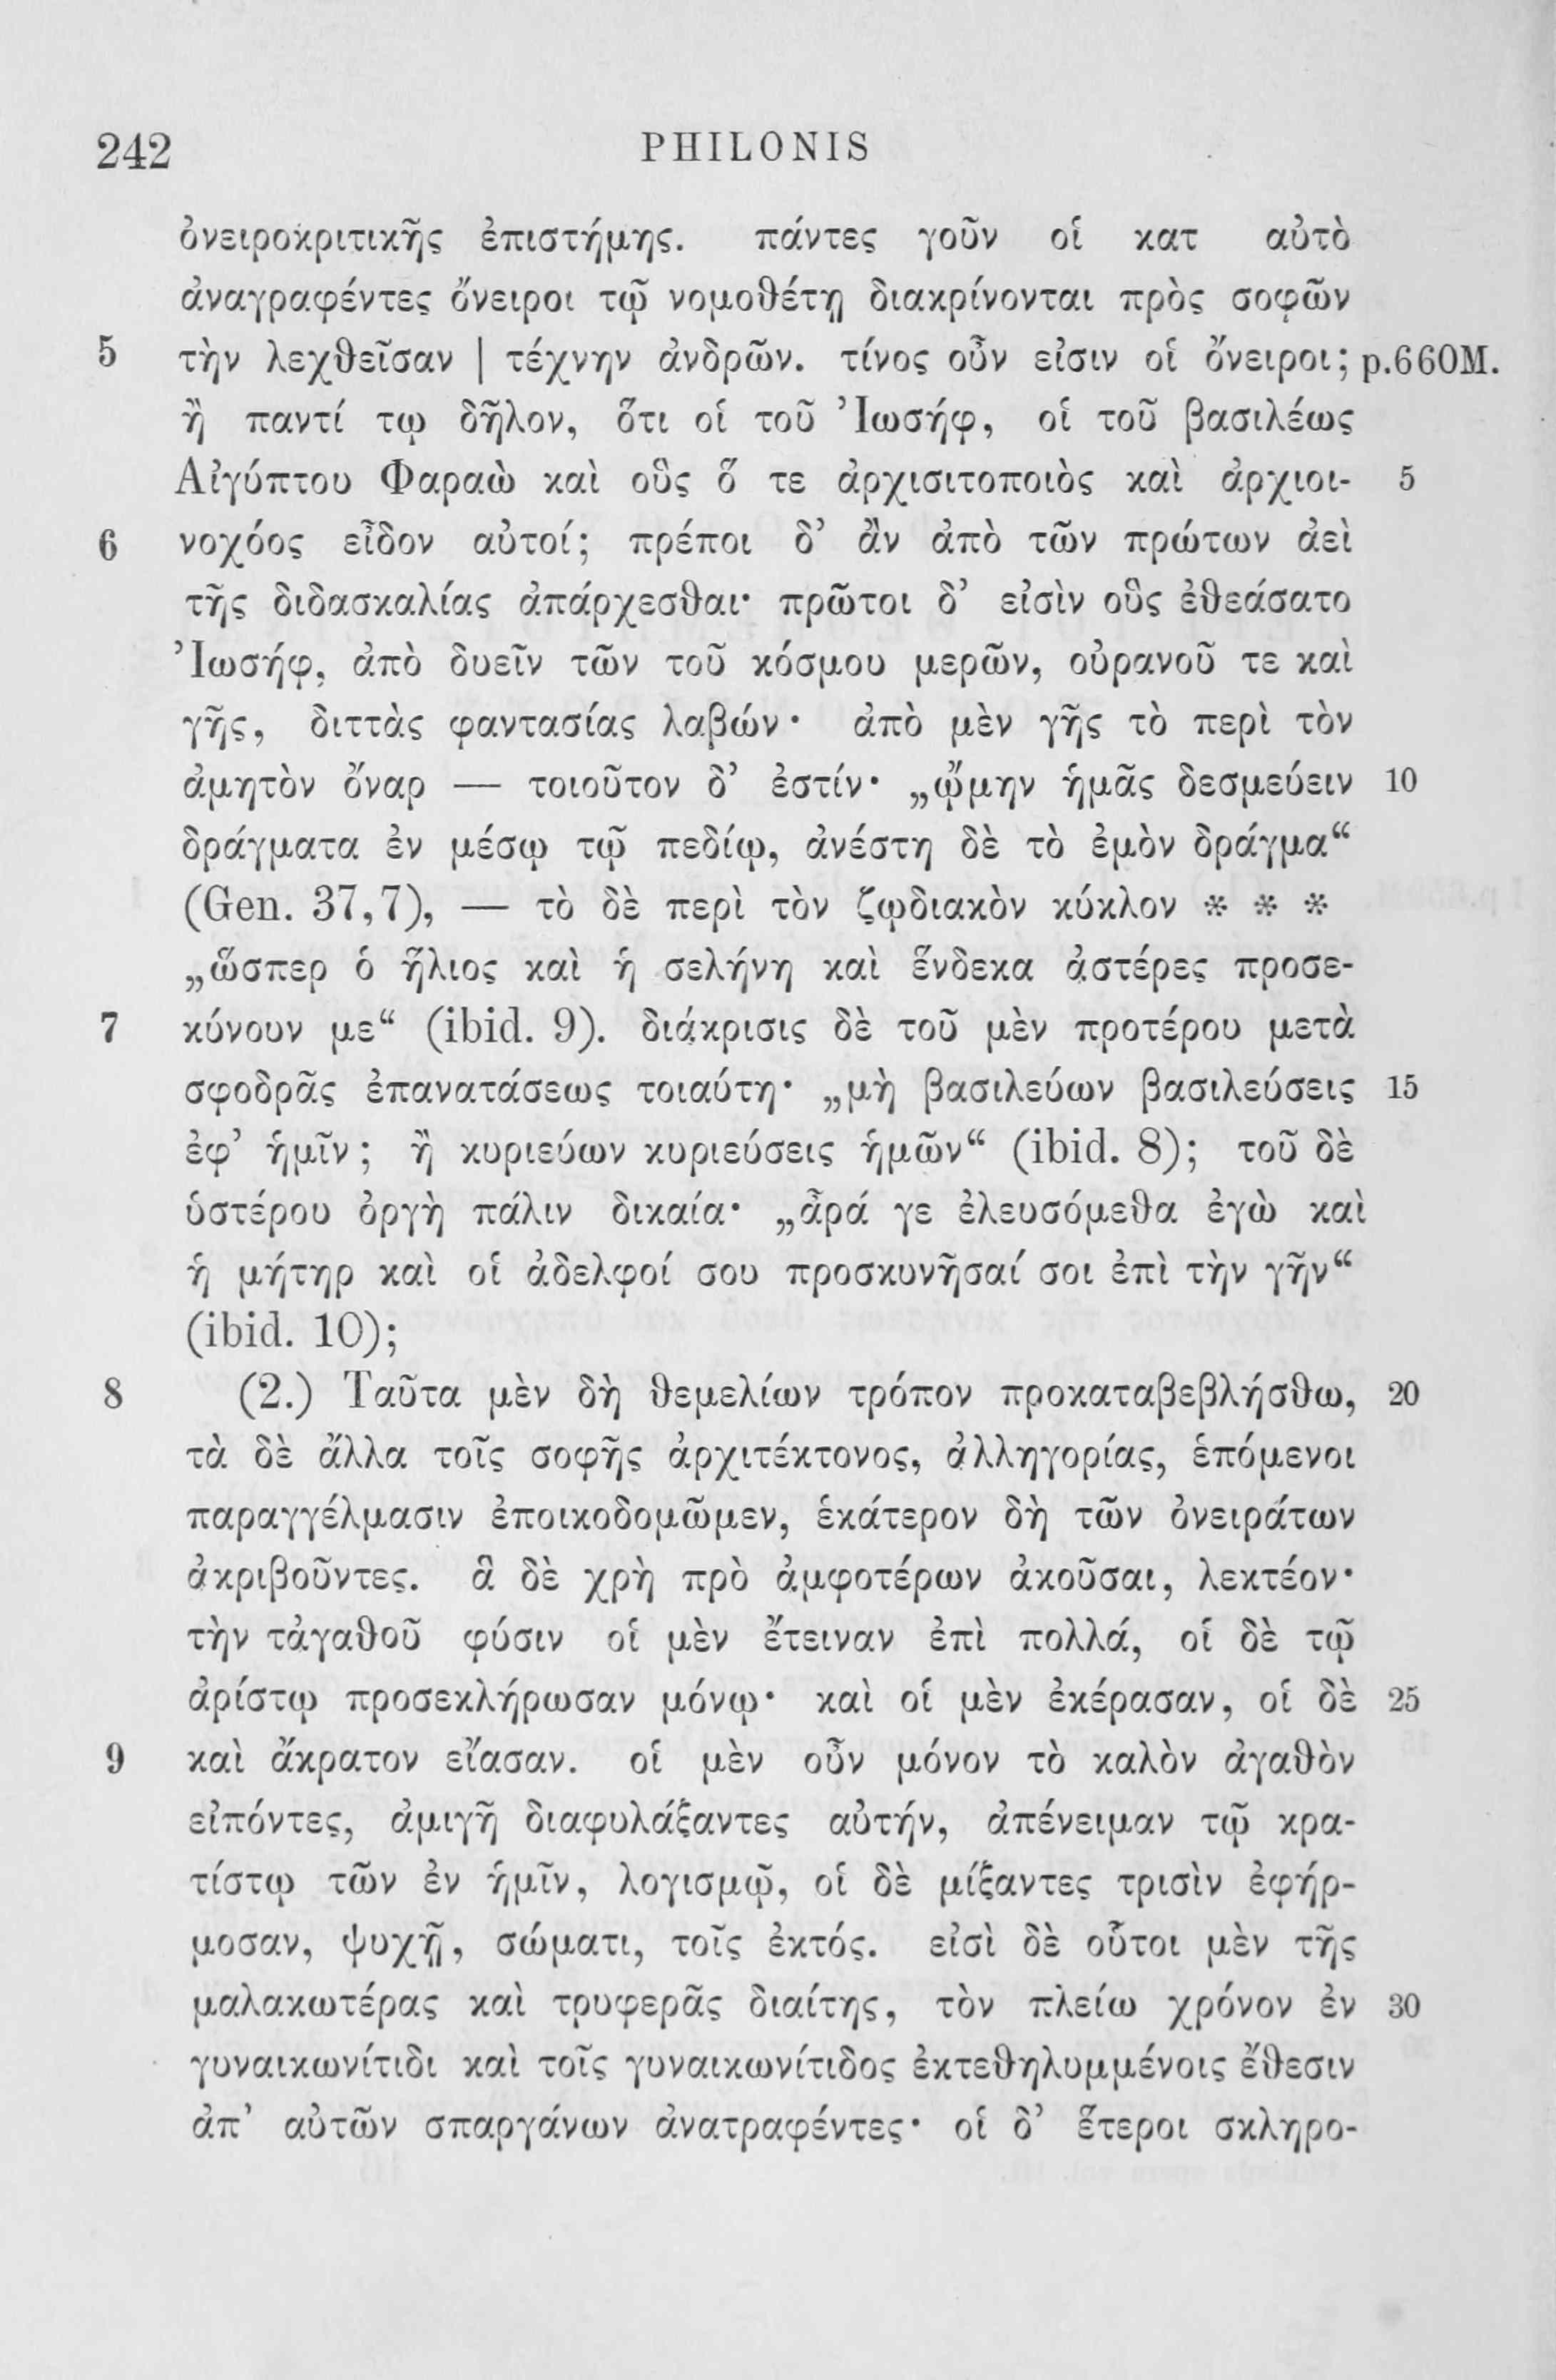 242 PHILONIS
ὀνειροκριτικῆς ἐπιστήμης. πάντες γοῦν οἱ κατ αὐτὸ
ἀναγραφέντες ὄνειροι τῷ νομοθέτῃ διακρίνονται πρὸς σοφῶν
5 τὴν λεχθεῖσαν | τέχνην ἀνδρῶν. τίνος οὖν εἰσιν οἱ ὄνειροι; p.660M.
ἢ παντί τῳ δῆλον, ὅτι οἱ τοῦ Ἰωσήφ, οἱ τοῦ βασιλέως
Αἰγύπτου Φαραὼ καὶ οὓς ὅ τε ἀρχισιτοποιὸς καὶ ἀρχιοι- 5
6 νοχόος εἶδον αὐτοί; πρέποι δ’ ἂν ἀπὸ τῶν πρώτων ἀεὶ
τῆς διδασκαλίας ἀπάρχεσθαι· πρῶτοι δ’ εἰσὶν οὓς ἐθεάσατο
Ἰωσήφ, ἀπὸ δυεῖν τῶν τοῦ κόσμου μερῶν, οὐρανοῦ τε καὶ
γῆς, διττὰς φαντασίας λαβών· ἀπὸ μὲν γῆς τὸ περὶ τὸν
ἀμητὸν ὄναρ — τοιοῦτον δ’ ἐστίν· „ᾤμην ἡμᾶς δεσμεύειν 10
δράγματα ἐν μέσῳ τῷ πεδίῳ, ἀνέστη δὲ τὸ ἐμὸν δράγμα“
(Gen. 37,7), — τὸ δὲ περὶ τὸν ζῳδιακὸν κύκλον * * *
„ὥσπερ ὁ ἥλιος καὶ ἡ σελήνη καὶ ἕνδεκα ἀστέρες προσε-
7 κύνουν με“ (ibid. 9). διάκρισις δὲ τοῦ μὲν προτέρου μετὰ
σφοδρᾶς ἐπανατάσεως τοιαύτη· „μὴ βασιλεύων βασιλεύσεις 15
ἐφ’ ἡμῖν; ἢ κυριεύων κυριεύσεις ἡμῶν“ (ibid. 8); τοῦ δὲ
ὑστέρου ὀργὴ πάλιν δικαία· „ἆρά γε ἐλευσόμεθα ἐγὼ καὶ
ἡ μήτηρ καὶ οἱ ἀδελφοί σου προσκυνῆσαί σοι ἐπὶ τὴν γῆν“
(ibid. 10);
8 (2.) Ταῦτα μὲν δὴ θεμελίων τρόπον προκαταβεβλήσθω, 20
τὰ δὲ ἄλλα τοῖς σοφῆς ἀρχιτέκτονος, ἀλληγορίας, ἑπόμενοι
παραγγέλμασιν ἐποικοδομῶμεν, ἑκάτερον δὴ τῶν ὀνειράτων
ἀκριβοῦντες. ἃ δὲ χρὴ πρὸ ἀμφοτέρων ἀκοῦσαι, λεκτέον·
τὴν τἀγαθοῦ φύσιν οἱ μὲν ἔτειναν ἐπὶ πολλά, οἱ δὲ τῷ
ἀρίστῳ προσεκλήρωσαν μόνῳ· καὶ οἱ μὲν ἐκέρασαν, οἱ δὲ 25
9 καὶ ἄκρατον εἴασαν. οἱ μὲν οὖν μόνον τὸ καλὸν ἀγαθὸν
εἰπόντες, ἀμιγῆ διαφυλάξαντες αὐτήν, ἀπένειμαν τῷ κρα-
τίστῳ τῶν ἐν ἡμῖν, λογισμῷ, οἱ δὲ μίξαντες τρισὶν ἐφήρ-
μοσαν, ψυχῇ, σώματι, τοῖς ἐκτός. εἰσὶ δὲ οὗτοι μὲν τῆς
μαλακωτέρας καὶ τρυφερᾶς διαίτης, τὸν πλείω χρόνον ἐν 30
γυναικωνίτιδι καὶ τοῖς γυναικωνίτιδος ἐκτεθηλυμμένοις ἔθεσιν
ἀπ’ αὐτῶν σπαργάνων ἀνατραφέντες· οἱ δ’ ἕτεροι σκληρο-